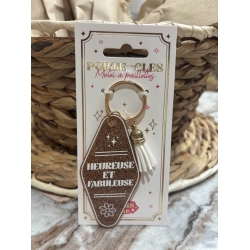 PORTE-CLÉS
Motel à paillettes
HEUREUSE
ET
FABULEUSE